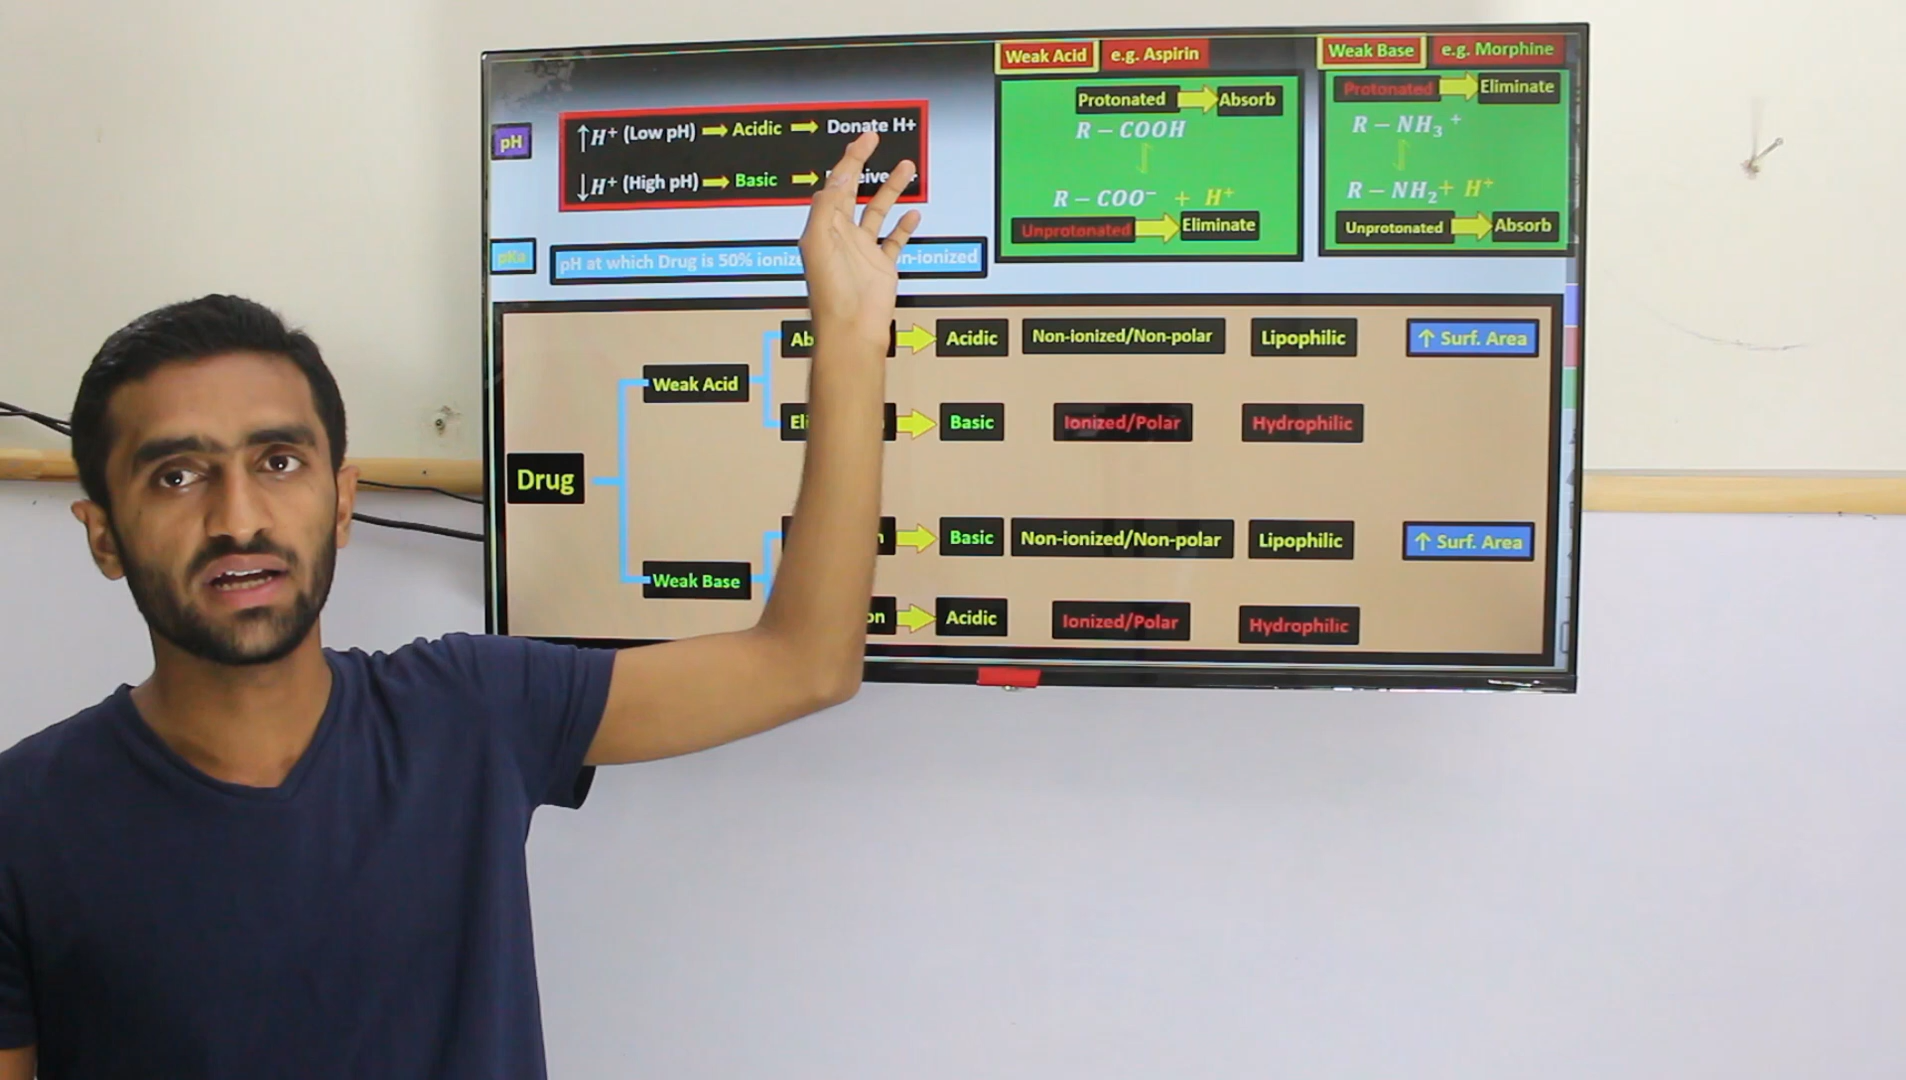 Weak Acid e.g. Aspirin
Weak Base e.g. Morphine
pH
↑H+ (Low pH) Acidic Donate H+
↓H+ (High pH) Basic
pKa
pH at which Drug is 50%
Protonated Absorb
R – COOH
R – COO⁻ + H⁺
Unprotonated Eliminate
Protonated Eliminate
R – NH₃ ⁺
R – NH₂ + H⁺
Unprotonated Absorb
Drug
Weak Acid
Acidic Non-ionized/Non-polar Lipophilic ↑ Surf. Area
Basic Ionized/Polar Hydrophilic
Weak Base
Basic Non-ionized/Non-polar Lipophilic ↑ Surf. Area
Acidic Ionized/Polar Hydrophilic